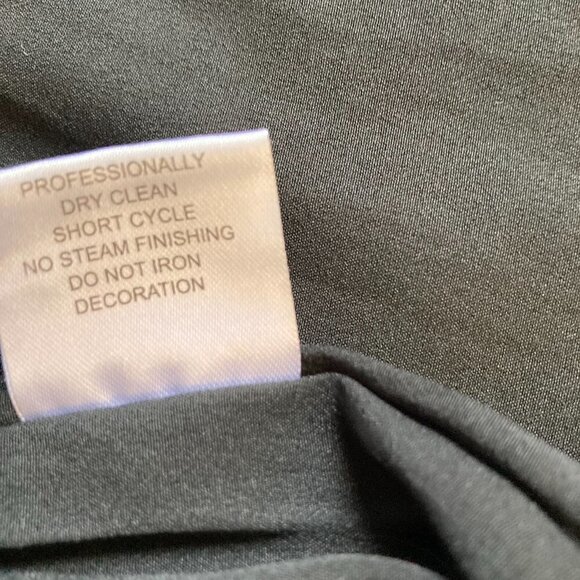 PROFESSIONALLY
DRY CLEAN
SHORT CYCLE
NO STEAM FINISHING
DO NOT IRON
DECORATION